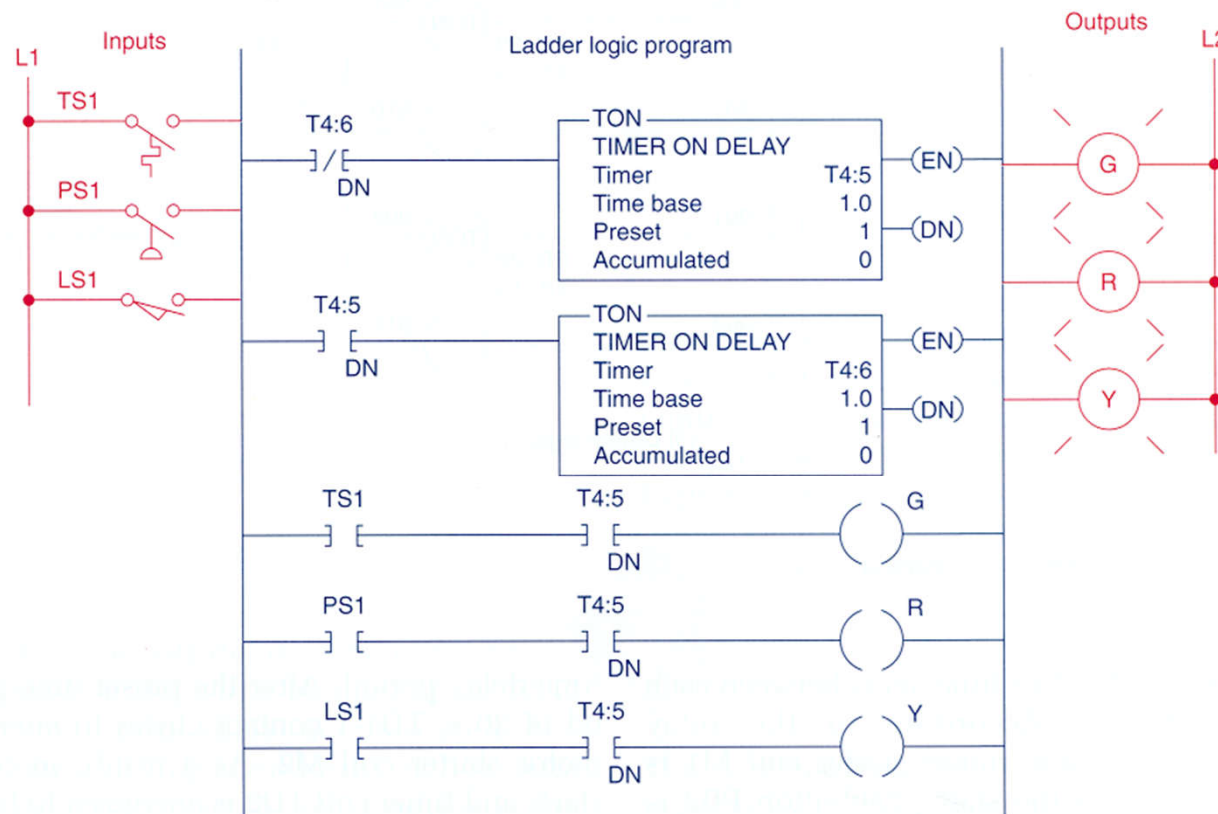 Inputs
Ladder logic program
Outputs
L1
L2
TS1
PS1
LS1
T4:6
DN
TON
TIMER ON DELAY
Timer T4:5
Time base 1.0
Preset 1
Accumulated 0
(EN)
(DN)
G
R
Y
T4:5
DN
TON
TIMER ON DELAY
Timer T4:6
Time base 1.0
Preset 1
Accumulated 0
(EN)
(DN)
TS1 T4:5 G
DN
PS1 T4:5 R
DN
LS1 T4:5 Y
DN